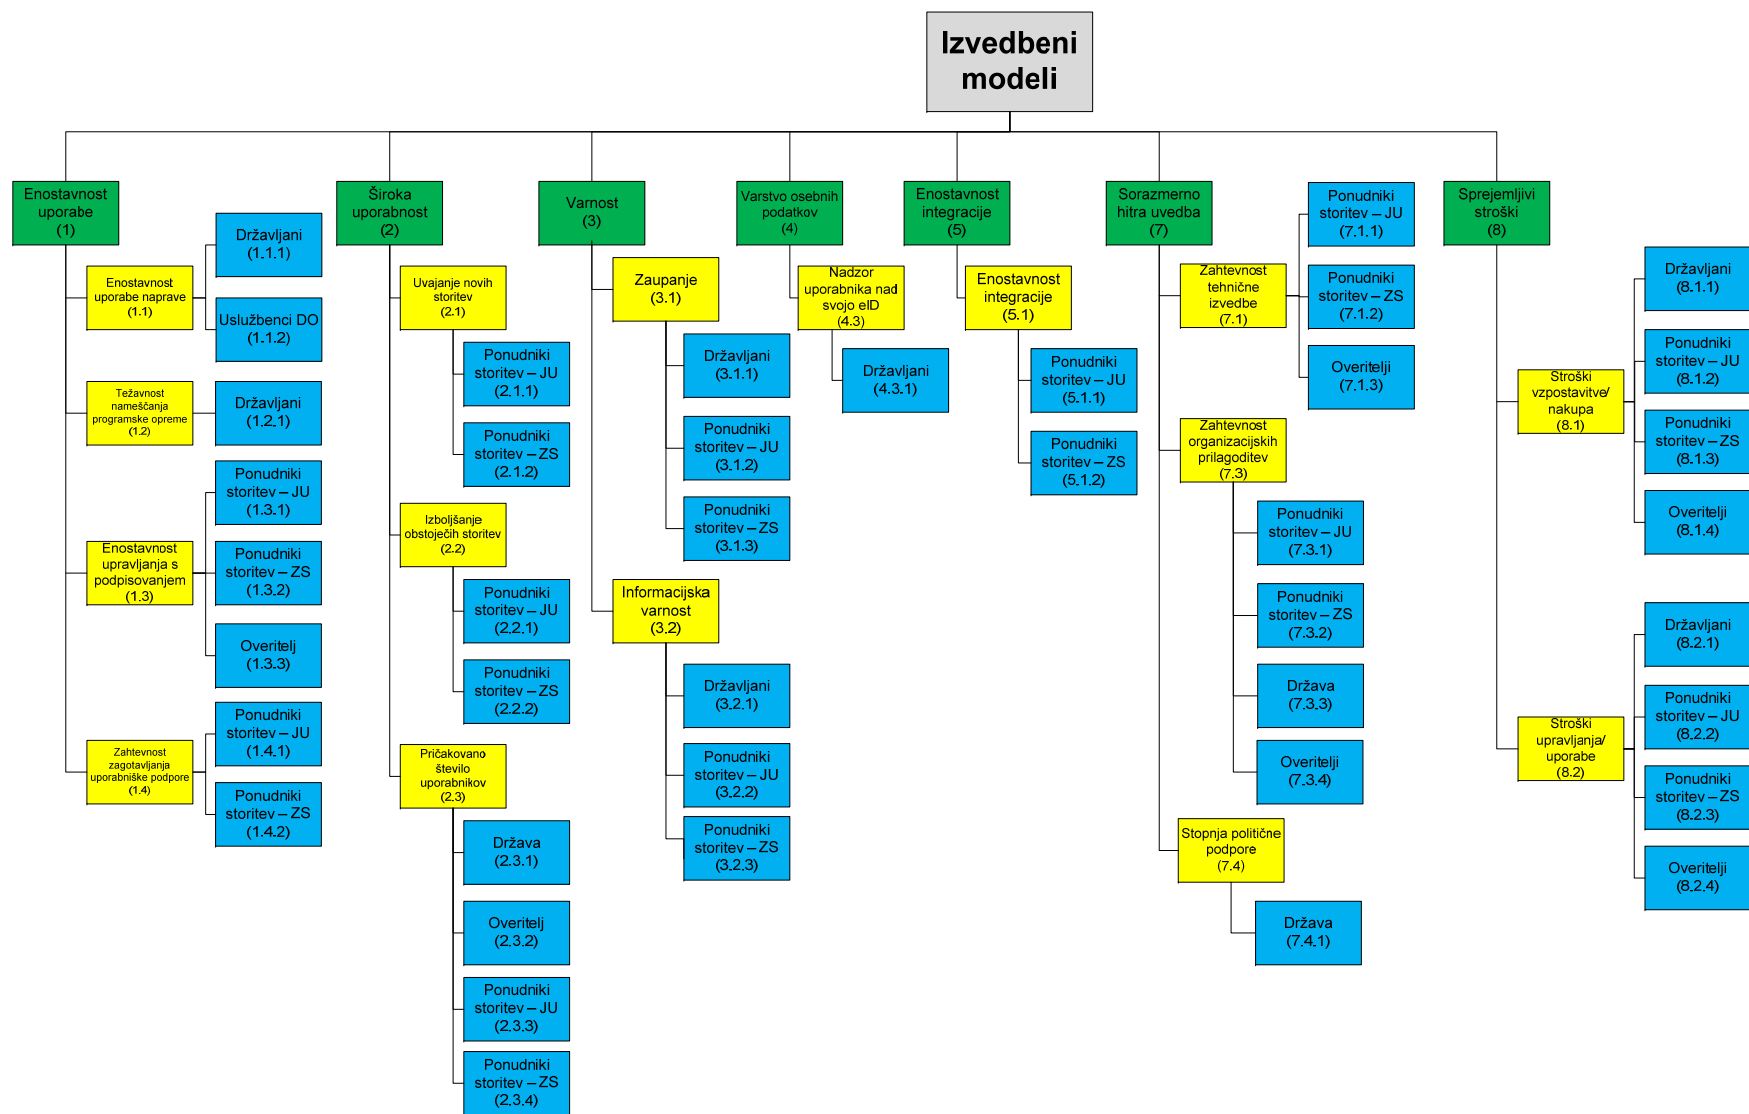 Izvedbeni
modeli
Enostavnost
uporabe
(1)
Državljani
(1.1.1)
Enostavnost
uporabe naprave
(1.1)
Uslužbenci DO
(1.1.2)
Težavnost
nameščanja
programske opreme
(1.2)
Državljani
(1.2.1)
Ponudniki
storitev – JU
(1.3.1)
Enostavnost
upravljanja s
podpisovanjem
(1.3)
Ponudniki
storitev – ZS
(1.3.2)
Overitelj
(1.3.3)
Ponudniki
storitev – JU
(1.4.1)
Zahtevnost
zagotavljanja
uporabniške podpore
(1.4)
Ponudniki
storitev – ZS
(1.4.2)
Široka
uporabnost
(2)
Uvajanje novih
storitev
(2.1)
Ponudniki
storitev – JU
(2.1.1)
Ponudniki
storitev – ZS
(2.1.2)
Izboljšanje
obstoječih storitev
(2.2)
Ponudniki
storitev – JU
(2.2.1)
Ponudniki
storitev – ZS
(2.2.2)
Pričakovano
število
uporabnikov
(2.3)
Država
(2.3.1)
Overitelj
(2.3.2)
Ponudniki
storitev – JU
(2.3.3)
Ponudniki
storitev – ZS
(2.3.4)
Varnost
(3)
Zaupanje
(3.1)
Državljani
(3.1.1)
Ponudniki
storitev – JU
(3.1.2)
Ponudniki
storitev – ZS
(3.1.3)
Informacijska
varnost
(3.2)
Državljani
(3.2.1)
Ponudniki
storitev – JU
(3.2.2)
Ponudniki
storitev – ZS
(3.2.3)
Varstvo osebnih
podatkov
(4)
Nadzor
uporabnika nad
svojo eID
(4.3)
Državljani
(4.3.1)
Enostavnost
integracije
(5)
Enostavnost
integracije
(5.1)
Ponudniki
storitev – JU
(5.1.1)
Ponudniki
storitev – ZS
(5.1.2)
Sorazmerno
hitra uvedba
(7)
Ponudniki
storitev – JU
(7.1.1)
Zahtevnost
tehnične
izvedbe
(7.1)
Ponudniki
storitev – ZS
(7.1.2)
Overitelji
(7.1.3)
Zahtevnost
organizacijskih
prilagoditev
(7.3)
Ponudniki
storitev – JU
(7.3.1)
Ponudniki
storitev – ZS
(7.3.2)
Država
(7.3.3)
Overitelji
(7.3.4)
Stopnja politične
podpore
(7.4)
Država
(7.4.1)
Sprejemljivi
stroški
(8)
Državljani
(8.1.1)
Ponudniki
storitev – JU
(8.1.2)
Stroški
vzpostavitve/
nakupa
(8.1)
Ponudniki
storitev – ZS
(8.1.3)
Overitelji
(8.1.4)
Državljani
(8.2.1)
Ponudniki
storitev – JU
(8.2.2)
Stroški
upravljanja/
uporabe
(8.2)
Ponudniki
storitev – ZS
(8.2.3)
Overitelji
(8.2.4)